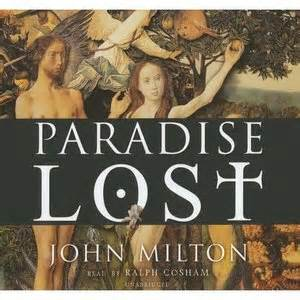 PARADISE
LOST
JOHN MILTON
READ BY RALPH COSHAM
UNABRIDGED